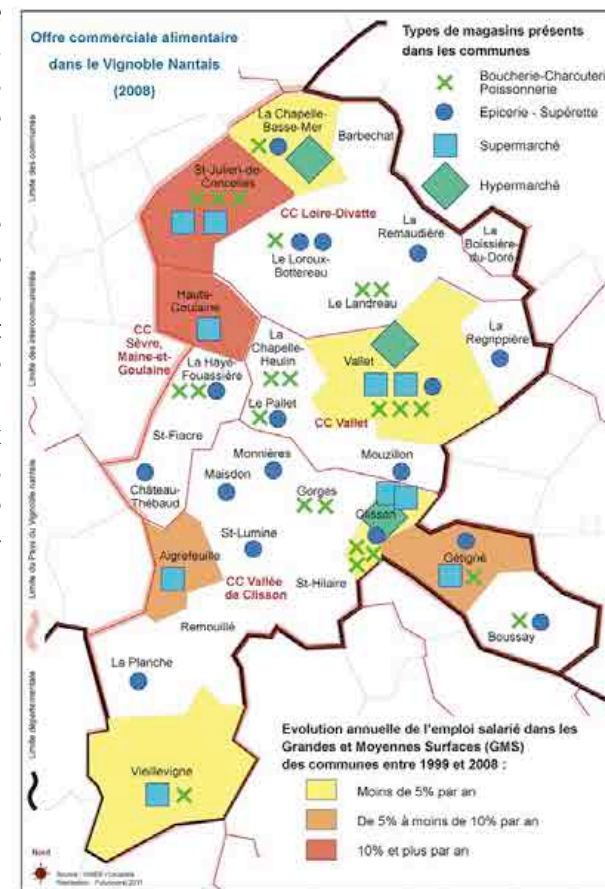 Offre commerciale alimentaire
dans le Vignoble Nantais
(2008)
Types de magasins présents
dans les communes
Boucherie-Charcuterie
Poissonnerie
Epicerie - Supérette
Supermarché
Hypermarché
La Chapelle-
Basse-Mer
Barbechat
St-Julien-de-
Concelles
CC Loire-Divatte
La
Remaudière
La
Boissière-
du-Doré
Le Loroux-
Bottereau
Le Landreau
Haute-
Goulaine
CC
Sèvre,
Maine-et-
Goulaine
La
Chapelle-
Heulin
La Haye-
Fouassière
Vallet
La
Regrippière
Le Pallet
CC Vallet
St-Fiacre
Monnières
Mouzillon
Château-
Thébaud
Maisdon
Gorges
Clisson
St-Lumine
Aigrefeuille
CC Vallée
de Clisson
St-Hilaire
Gétigné
Remouillé
Boussay
La Planche
Vieillevigne
Evolution annuelle de l'emploi salarié dans les
Grandes et Moyennes Surfaces (GMS)
des communes entre 1999 et 2008 :
Moins de 5% par an
De 5% à moins de 10% par an
10% et plus par an
Limite des communes
Limite des intercommunalités
Limite du Pays du Vignoble nantais
Limite départementale
Nord